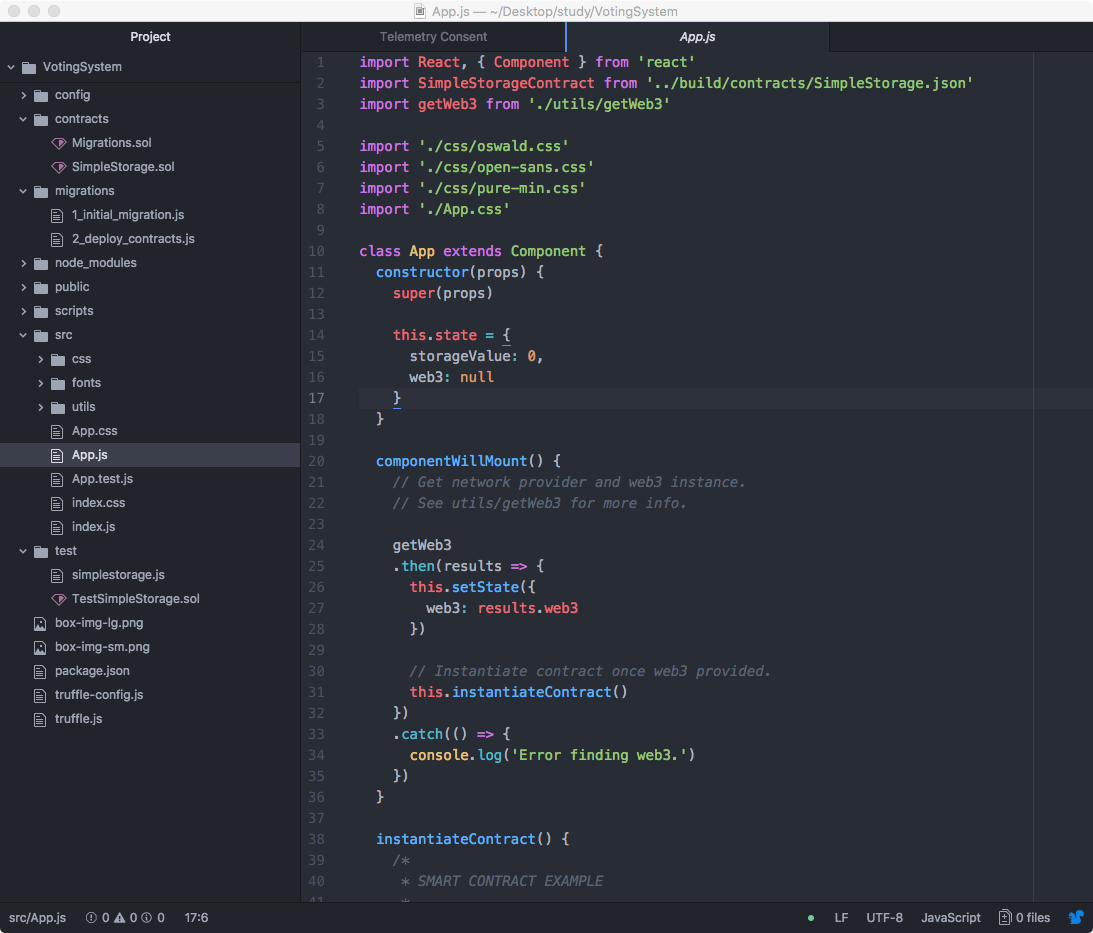 App.js — ~/Desktop/study/VotingSystem
Project
VotingSystem
config
contracts
Migrations.sol
SimpleStorage.sol
migrations
1_initial_migration.js
2_deploy_contracts.js
node_modules
public
scripts
src
css
fonts
utils
App.css
App.js
App.test.js
index.css
index.js
test
simplestorage.js
TestSimpleStorage.sol
box-img-lg.png
box-img-sm.png
package.json
truffle-config.js
truffle.js
Telemetry Consent
App.js
1 import React, { Component } from 'react'
2 import SimpleStorageContract from '../build/contracts/SimpleStorage.json'
3 import getWeb3 from './utils/getWeb3'
4
5 import './css/oswald.css'
6 import './css/open-sans.css'
7 import './css/pure-min.css'
8 import './App.css'
9
10 class App extends Component {
11   constructor(props) {
12     super(props)
13
14     this.state = {
15       storageValue: 0,
16       web3: null
17     }
18   }
19
20   componentWillMount() {
21     // Get network provider and web3 instance.
22     // See utils/getWeb3 for more info.
23
24     getWeb3
25     .then(results => {
26       this.setState({
27         web3: results.web3
28       })
29
30       // Instantiate contract once web3 provided.
31       this.instantiateContract()
32     })
33     .catch(() => {
34       console.log('Error finding web3.')
35     })
36   }
37
38   instantiateContract() {
39     /*
40      * SMART CONTRACT EXAMPLE
41      *
src/App.js 0 0 0 17:6 LF UTF-8 JavaScript 0 files